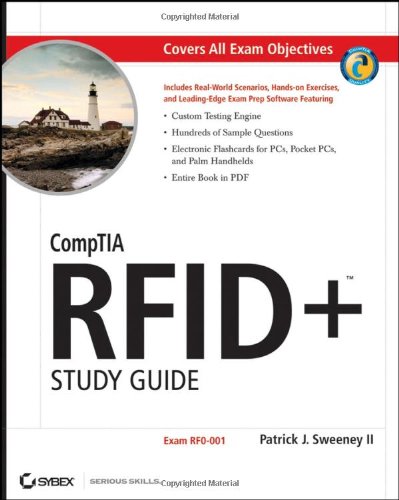 Copyrighted Material
Covers All Exam Objectives
Includes Real-World Scenarios, Hands-on Exercises,
and Leading-Edge Exam Prep Software Featuring
• Custom Testing Engine
• Hundreds of Sample Questions
• Electronic Flashcards for PCs, Pocket PCs,
and Palm Handhelds
• Entire Book in PDF
CompTIA
RFID+™
STUDY GUIDE
Exam RF0-001
Patrick J. Sweeney II
SYBEX
SERIOUS SKILLS.
Copyrighted Material